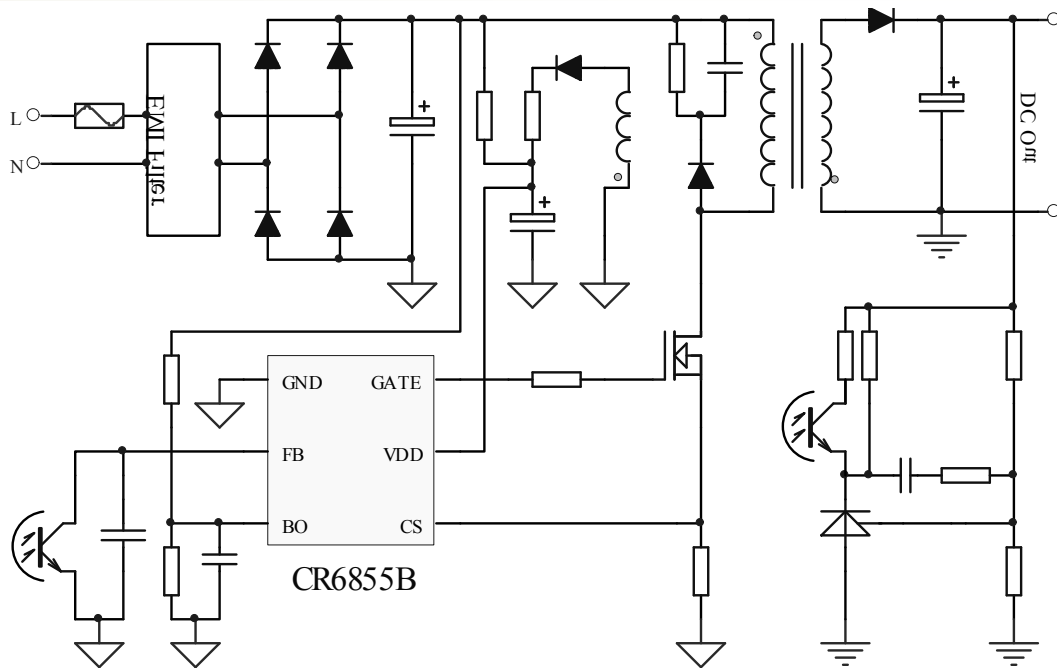 L
N
EMI Filter
DC Out
GND
GATE
FB
VDD
BO
CS
CR6855B